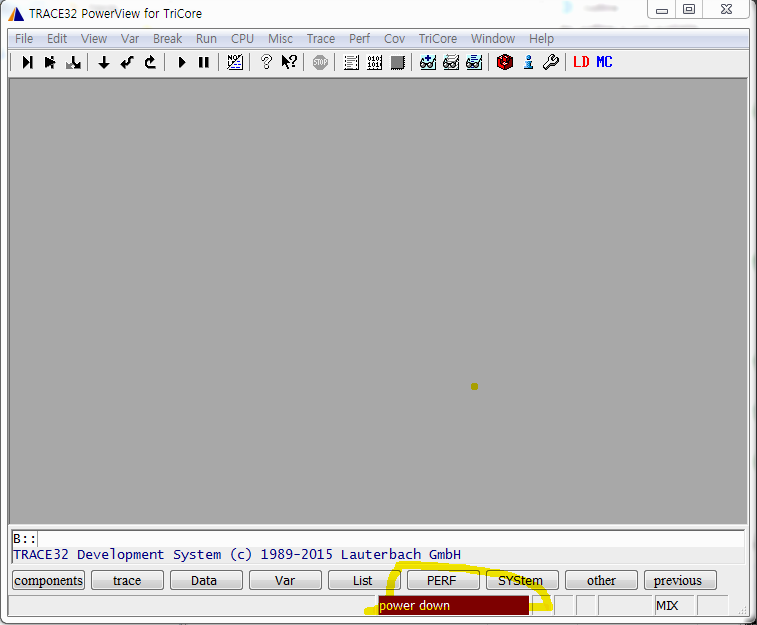 TRACE32 PowerView for TriCore
File Edit View Var Break Run CPU Misc Trace Perf Cov TriCore Window Help
STOP LD MC
B::
TRACE32 Development System (c) 1989-2015 Lauterbach GmbH
components trace Data Var List PERF SYStem other previous
power down MIX